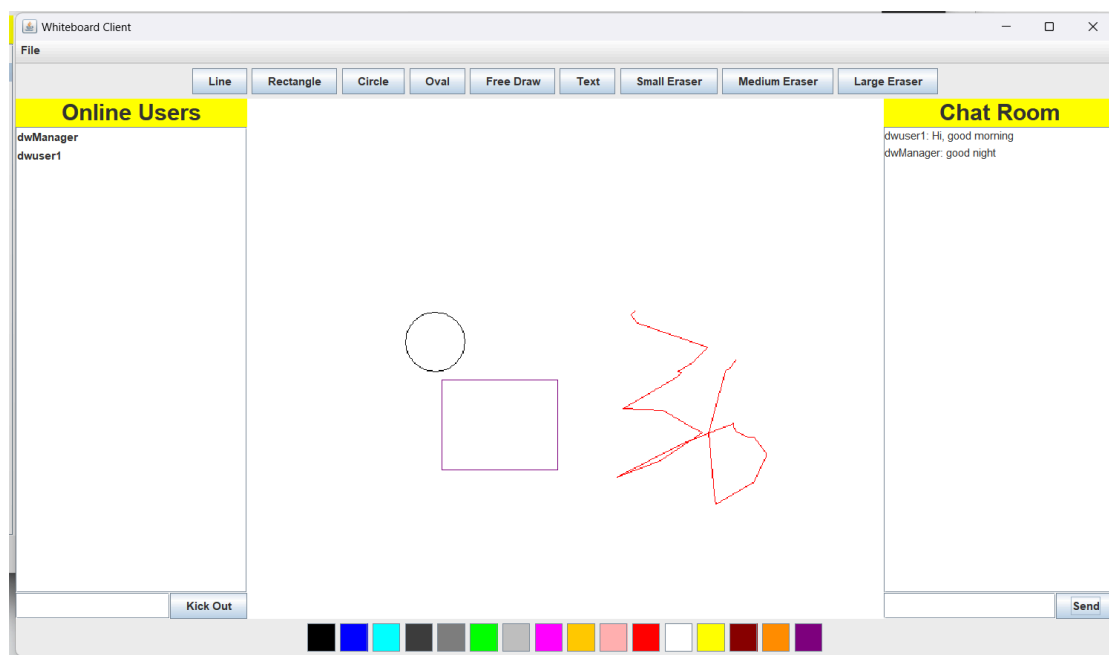 Whiteboard Client
File
Line Rectangle Circle Oval Free Draw Text Small Eraser Medium Eraser Large Eraser
Online Users
dwManager
dwuser1
Kick Out
Chat Room
dwuser1: Hi, good morning
dwManager: good night
Send